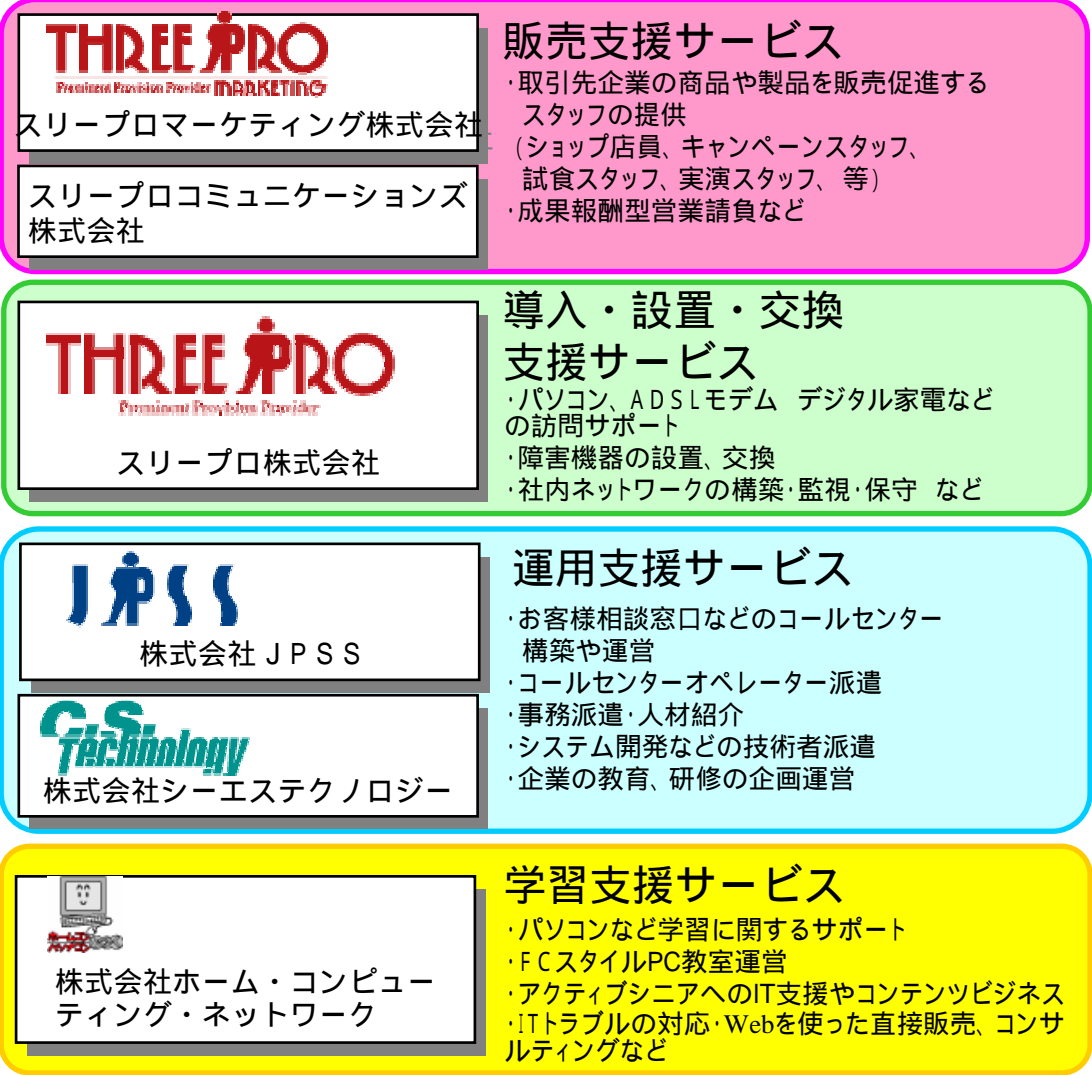 THREE PRO
Prominent Provision Provider MARKETING
スリープロマーケティング株式会社
スリープロコミュニケーションズ
株式会社
販売支援サービス
･取引先企業の商品や製品を販売促進する
スタッフの提供
(ショップ店員、キャンペーンスタッフ、
試食スタッフ、実演スタッフ、等)
･成果報酬型営業請負など
THREE PRO
Prominent Provision Provider
スリープロ株式会社
導入・設置・交換
支援サービス
･パソコン、ADSLモデム　デジタル家電など
の訪問サポート
･障害機器の設置、交換
･社内ネットワークの構築･監視･保守　など
JPSS
株式会社ＪＰＳＳ
C.S.
Technology
株式会社シーエステクノロジー
運用支援サービス
･お客様相談窓口などのコールセンター
構築や運営
･コールセンターオペレーター派遣
･事務派遣･人材紹介
･システム開発などの技術者派遣
･企業の教育、研修の企画運営
株式会社ホーム・コンピュー
ティング・ネットワーク
学習支援サービス
･パソコンなど学習に関するサポート
･FCスタイルPC教室運営
･アクティブシニアへのIT支援やコンテンツビジネス
･ITトラブルの対応･Webを使った直接販売、コンサ
ルティングなど